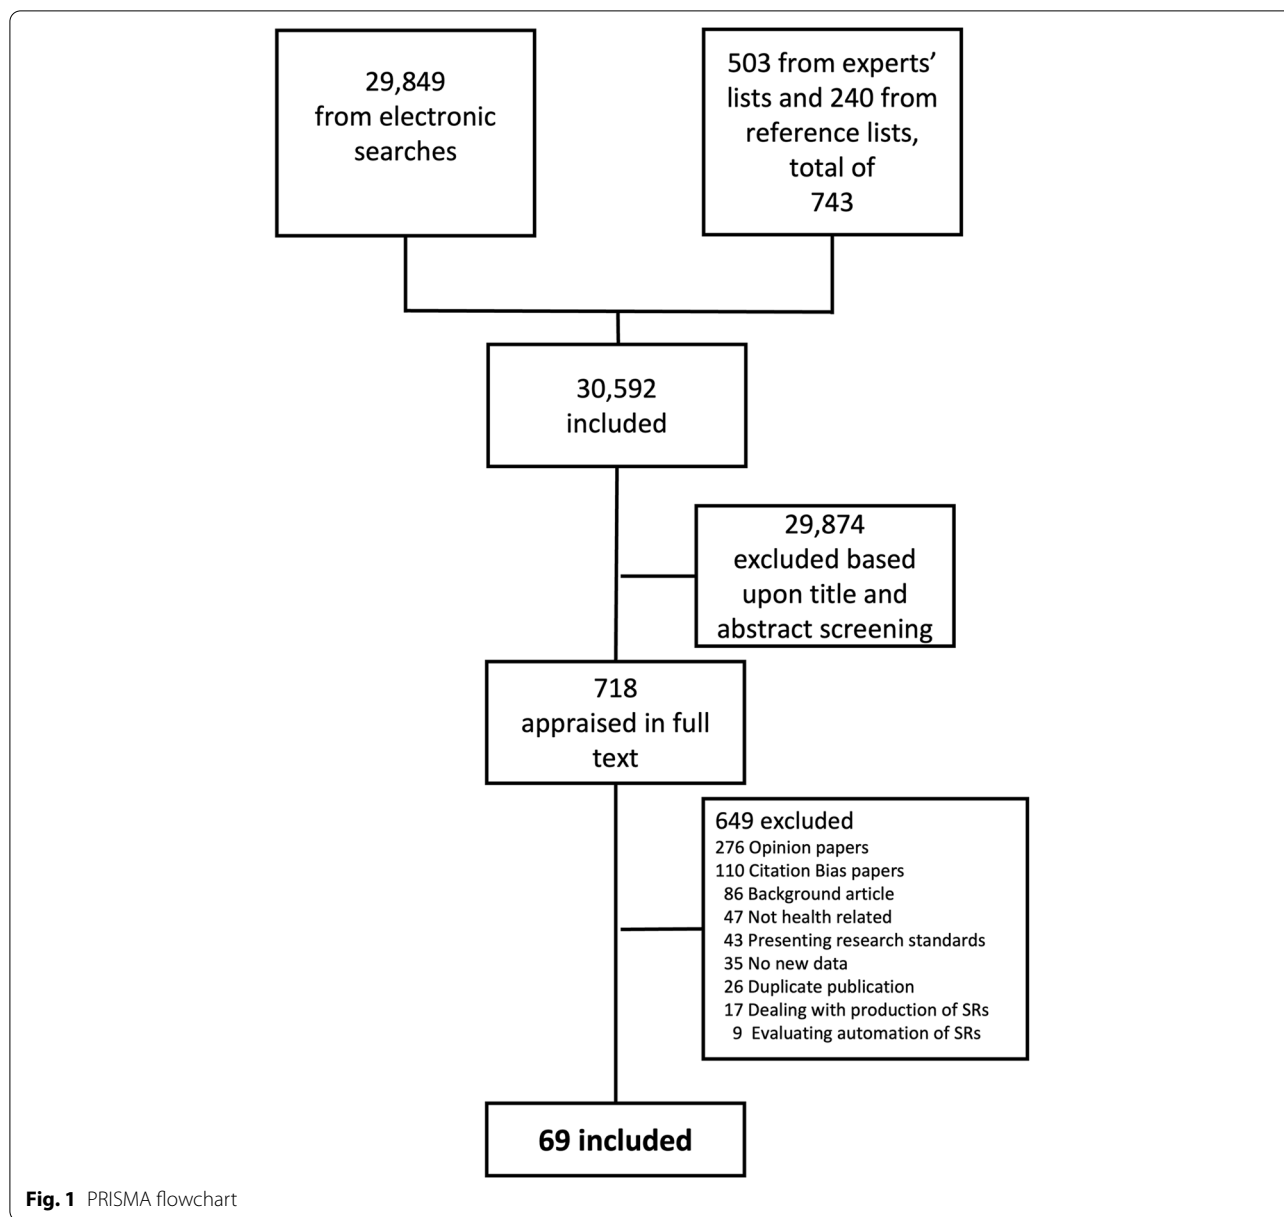 29,849
from electronic
searches
503 from experts’
lists and 240 from
reference lists,
total of
743
30,592
included
29,874
excluded based
upon title and
abstract screening
718
appraised in full
text
649 excluded
276 Opinion papers
110 Citation Bias papers
86 Background article
47 Not health related
43 Presenting research standards
35 No new data
26 Duplicate publication
17 Dealing with production of SRs
9 Evaluating automation of SRs
69 included
Fig. 1 PRISMA flowchart